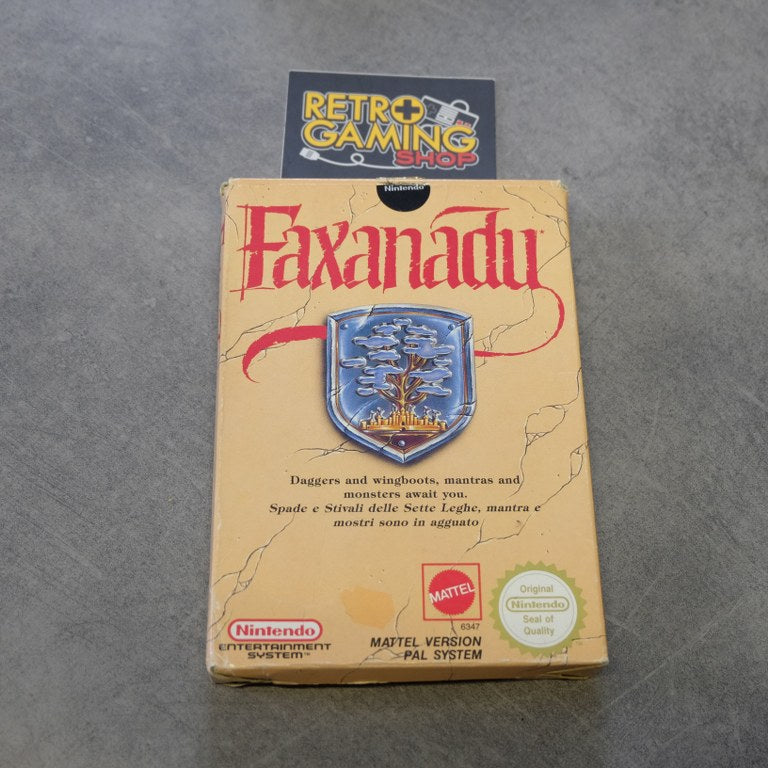 RETRO
GAMING
SHOP
Nintendo
Faxanadu
Daggers and wingboots, mantras and
monsters await you.
Spade e Stivali delle Sette Leghe, mantra e
mostri sono in agguato
MATTEL
6347
Original
Nintendo
Seal of
Quality
Nintendo
ENTERTAINMENT
SYSTEM™
MATTEL VERSION
PAL SYSTEM